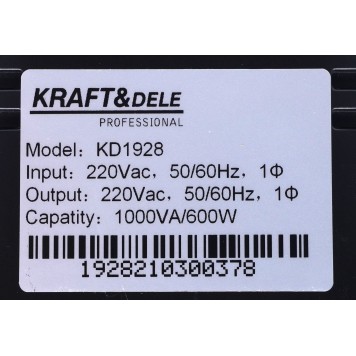 KRAFT&DELE
PROFESSIONAL
Model： KD1928
Input： 220Vac， 50/60Hz， 1Φ
Output： 220Vac， 50/60Hz， 1Φ
Capatity： 1000VA/600W
1928210300378